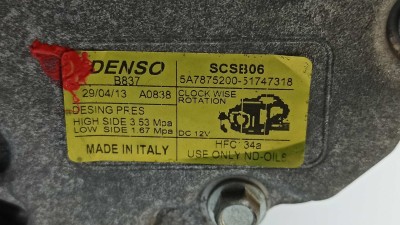 DENSO SCSB06
B837 5A7875200-51747318
29/04/13 A0838 CLOCK WISE
ROTATION
DESING PRES
HIGH SIDE 3.53 Mpa
LOW SIDE 1.67 Mpa DC 12V
HFC 134a
MADE IN ITALY USE ONLY ND-OIL8